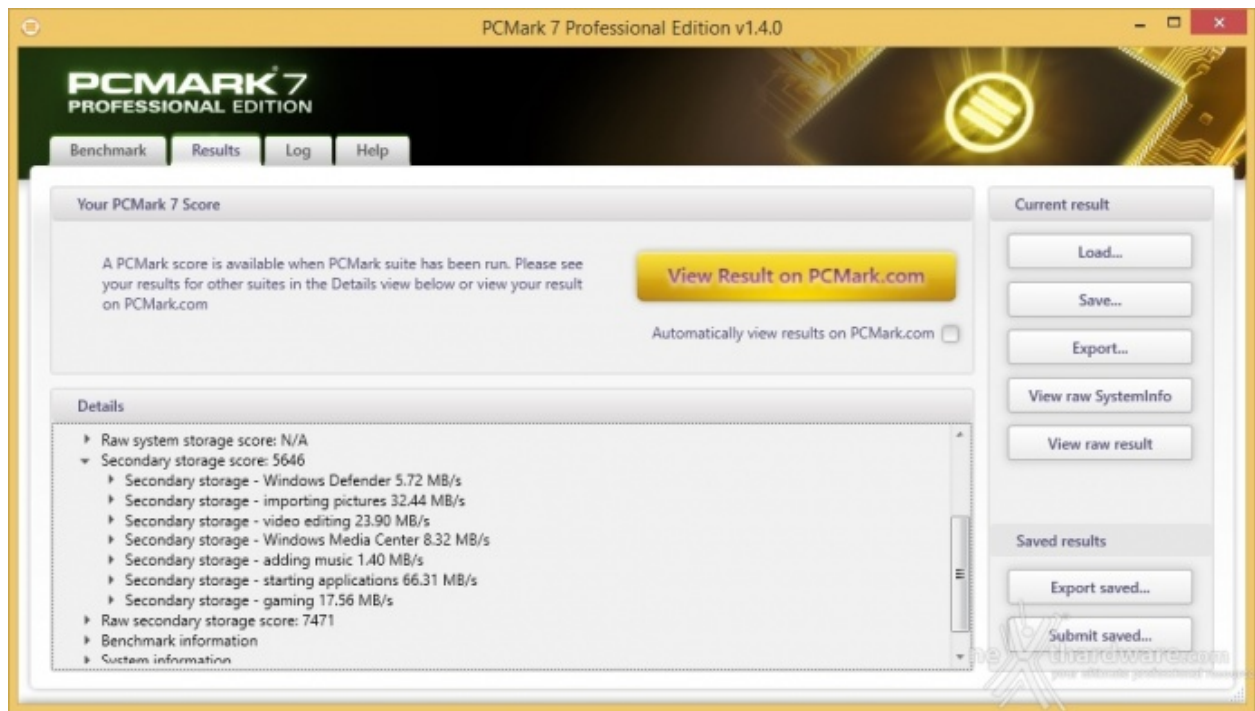 PCMark 7 Professional Edition v1.4.0
PCMARK 7
PROFESSIONAL EDITION
Benchmark Results Log Help
Your PCMark 7 Score
A PCMark score is available when PCMark suite has been run. Please see
your results for other suites in the Details view below or view your result
on PCMark.com
View Result on PCMark.com
Automatically view results on PCMark.com
Details
Raw system storage score: N/A
Secondary storage score: 5646
Secondary storage - Windows Defender 5.72 MB/s
Secondary storage - importing pictures 32.44 MB/s
Secondary storage - video editing 23.90 MB/s
Secondary storage - Windows Media Center 8.32 MB/s
Secondary storage - adding music 1.40 MB/s
Secondary storage - starting applications 66.31 MB/s
Secondary storage - gaming 17.56 MB/s
Raw secondary storage score: 7471
Benchmark information
System information
Current result
Load...
Save...
Export...
View raw SystemInfo
View raw result
Saved results
Export saved...
Submit saved...
your ultimate professional